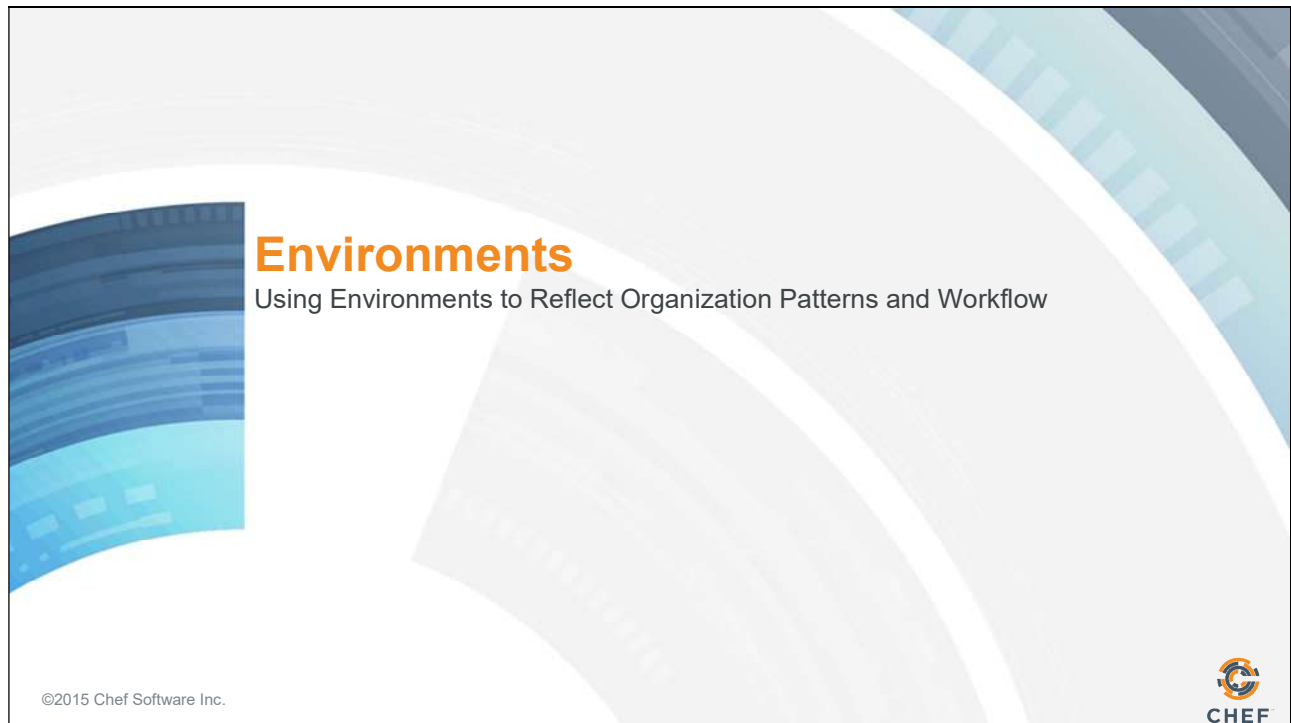 Environments
Using Environments to Reflect Organization Patterns and Workflow
©2015 Chef Software Inc.
CHEF